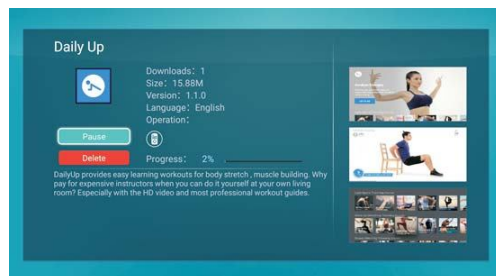 Daily Up
Downloads: 1
Size: 15.88M
Version: 1.1.0
Language: English
Operation:
Pause
Delete
Progress: 2%
DailyUp provides easy learning workouts for body stretch , muscle building. Why
pay for expensive instructors when you can do it yourself at your own living
room? Especially with the HD video and most professional workout guides.